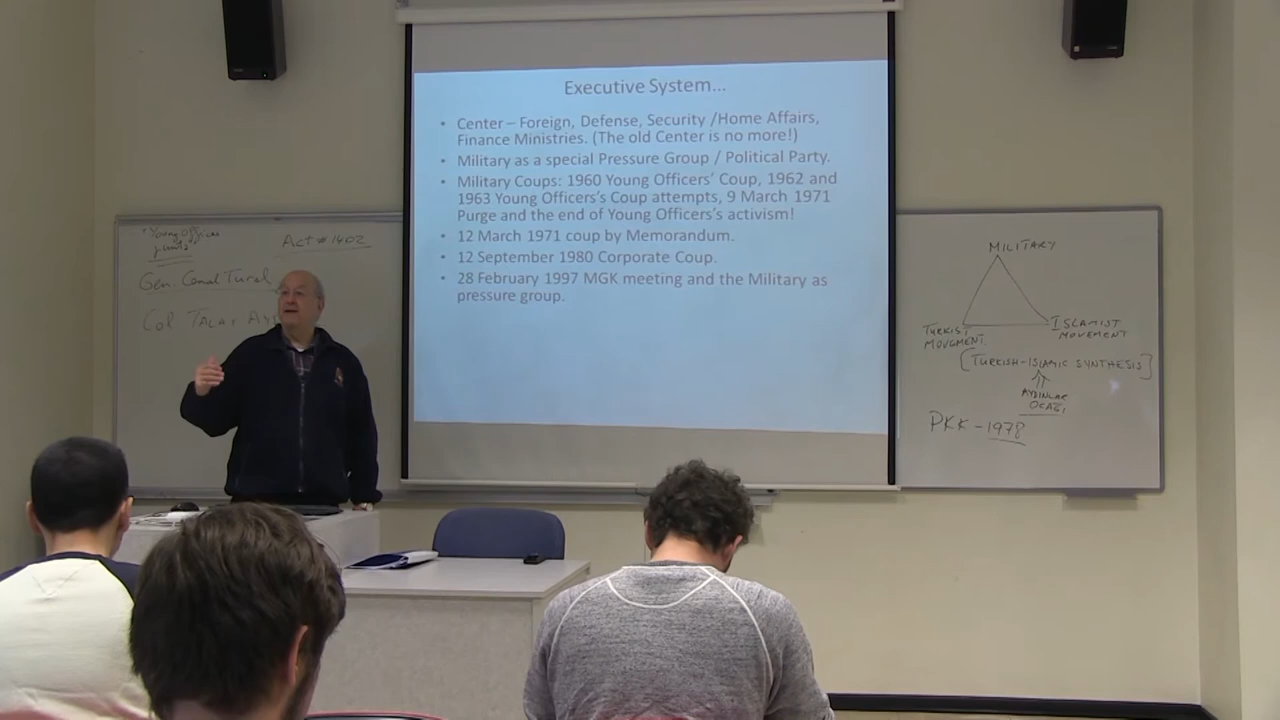 "Young Officer
Act # 1402
Gen. Cemal Tural
Col TALAT
Executive System...
• Center – Foreign, Defense, Security /Home Affairs,
Finance Ministries. (The old Center is no more!)
• Military as a special Pressure Group / Political Party.
• Military Coups: 1960 Young Officers' Coup, 1962 and
1963 Young Officers's Coup attempts, 9 March 1971
Purge and the end of Young Officers's activism!
• 12 March 1971 coup by Memorandum.
• 12 September 1980 Corporate Coup.
• 28 February 1997 MGK meeting and the Military as
pressure group.
MILITARY
TURKIST
MOVEMENT.
ISLAMIST
MOVEMENT
[TURKISH-ISLAMIC SYNTHESIS]
AYDINLAR
OCAĞI
PKK - 1978